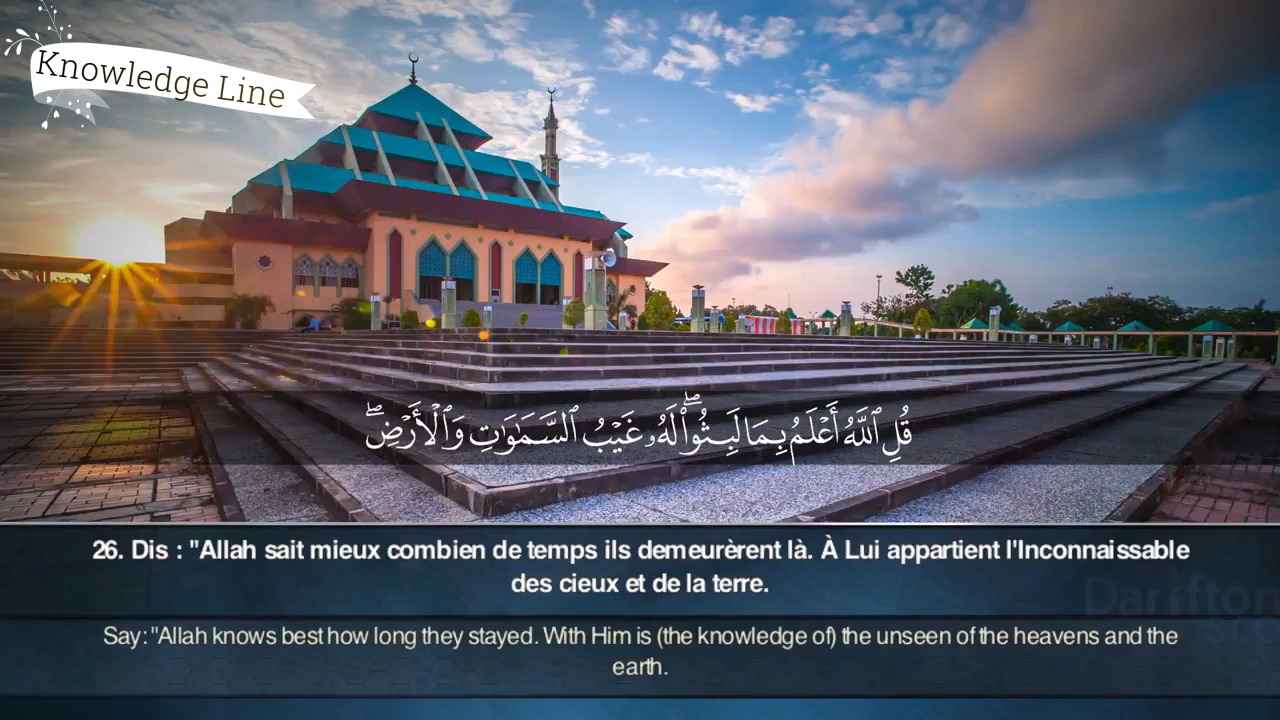 Knowledge Line
قُلِ ٱللَّهُ أَعْلَمُ بِمَا لَبِثُوا۟ ۖ لَهُۥ غَيْبُ ٱلسَّمَـٰوَٰتِ وَٱلْأَرْضِ ۖ
26. Dis : "Allah sait mieux combien de temps ils demeurèrent là. À Lui appartient l'Inconnaissable
des cieux et de la terre.
Say: "Allah knows best how long they stayed. With Him is (the knowledge of) the unseen of the heavens and the
earth.